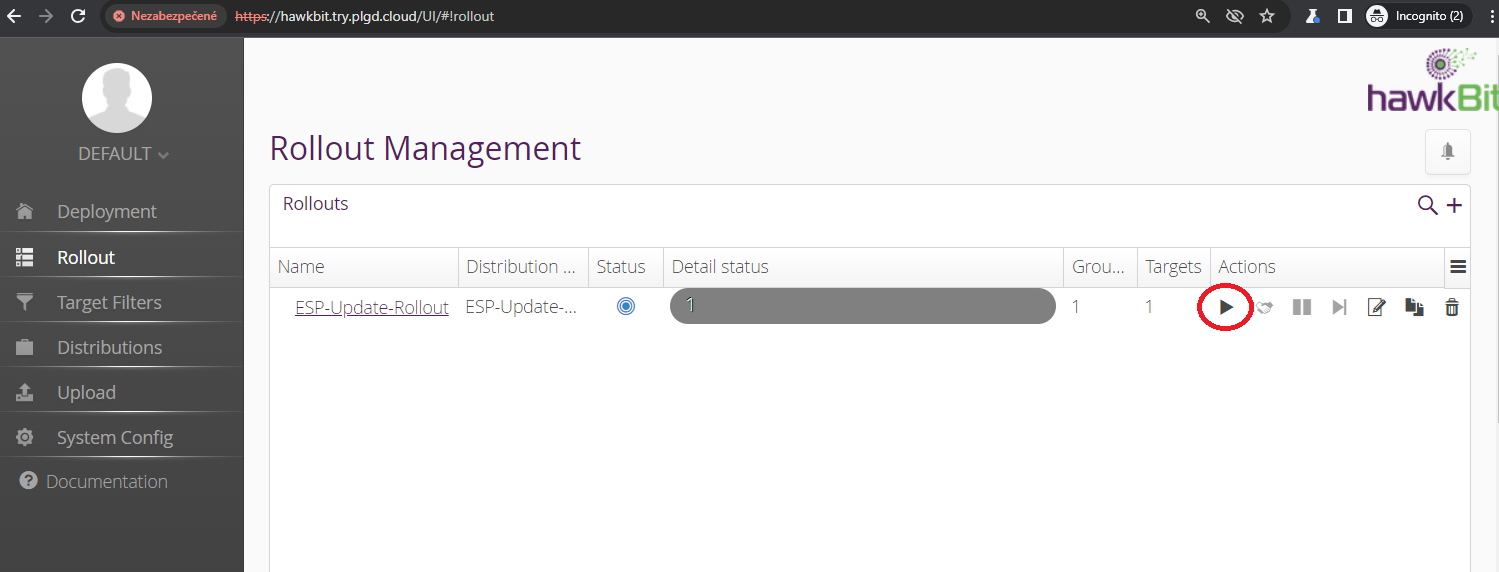 Nezabezpečené https://hawkbit.try.plgd.cloud/UI/#!rollout Incognito (2)
hawkBit
DEFAULT
Rollout Management
Rollouts
Deployment
Rollout
Target Filters
Distributions
Upload
System Config
Documentation
Name Distribution ... Status Detail status Grou... Targets Actions
ESP-Update-Rollout ESP-Update-... 1 1 1